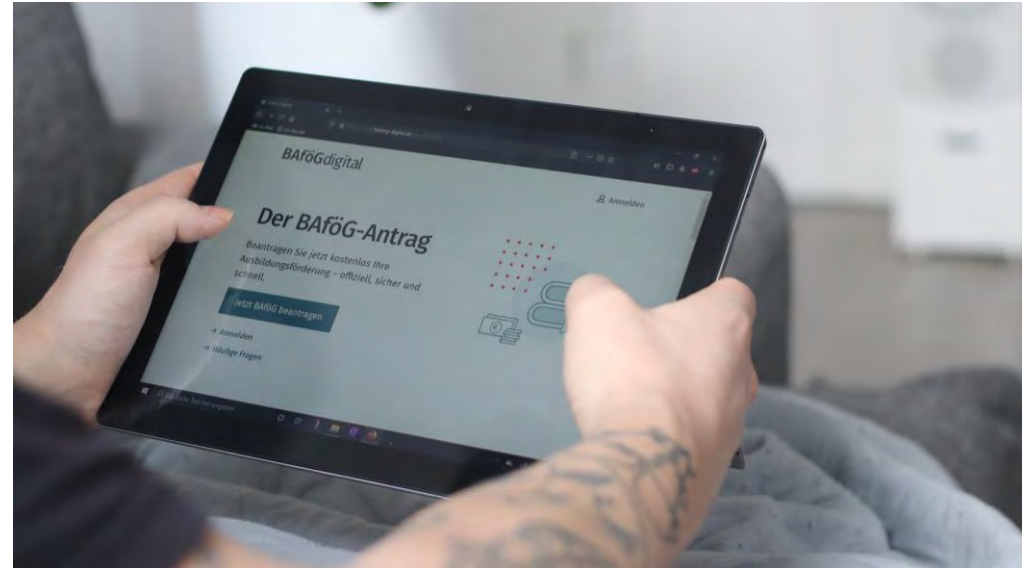 BAföGdigital
Anmelden
Der BAföG-Antrag
Beantragen Sie jetzt kostenlos Ihre
Ausbildungsförderung – offiziell, sicher und
schnell.
Jetzt BAföG beantragen
→ Anmelden
→ Häufige Fragen